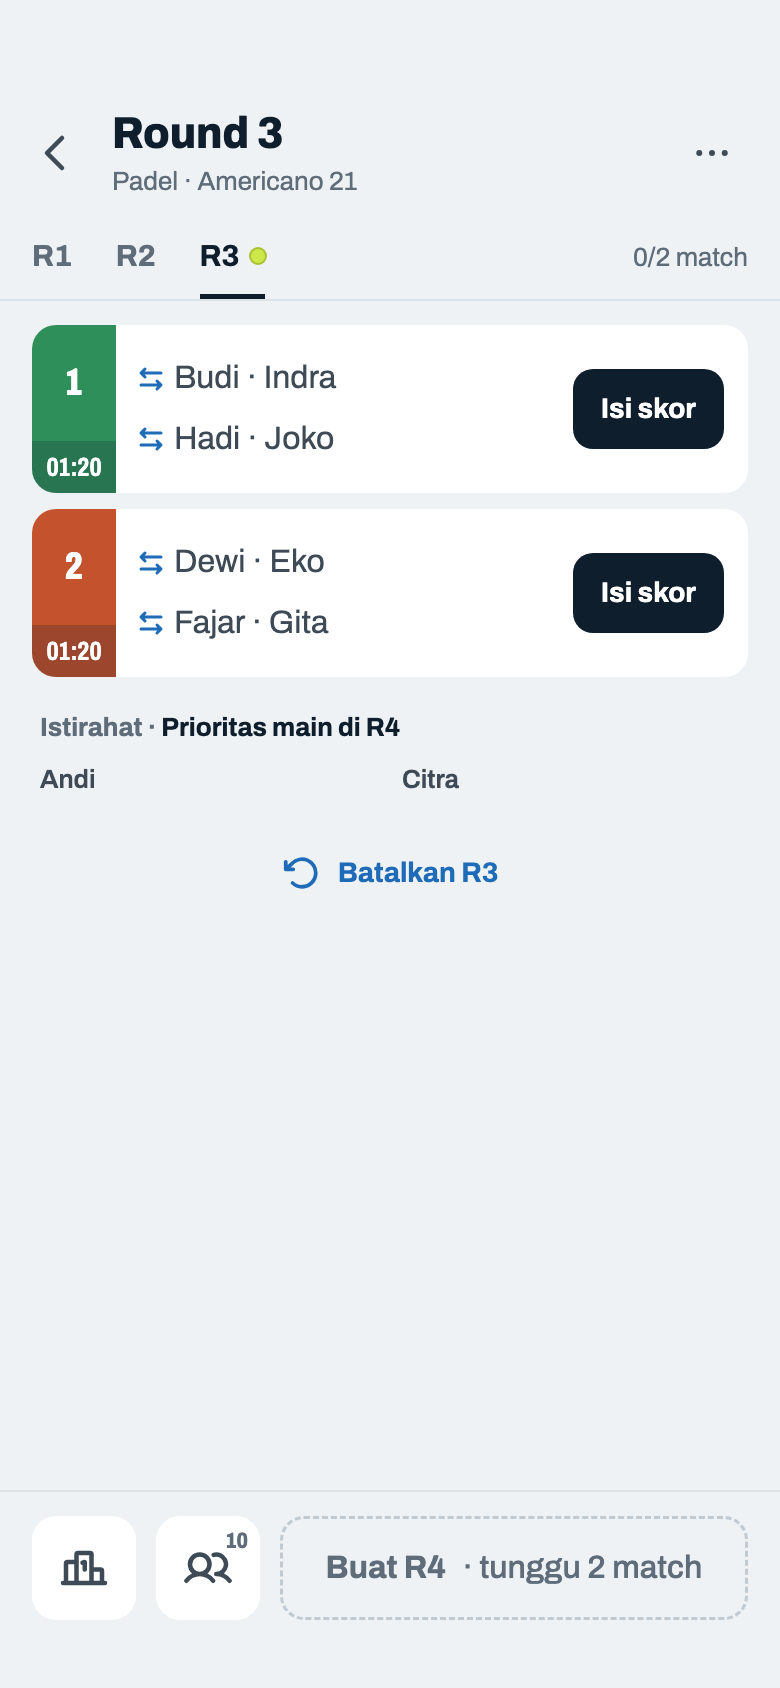 Round 3
Padel · Americano 21
R1 R2 R3 0/2 match
1
01:20
Budi · Indra
Hadi · Joko
Isi skor
2
01:20
Dewi · Eko
Fajar · Gita
Isi skor
Istirahat · Prioritas main di R4
Andi Citra
Batalkan R3
1
10
Buat R4 · tunggu 2 match